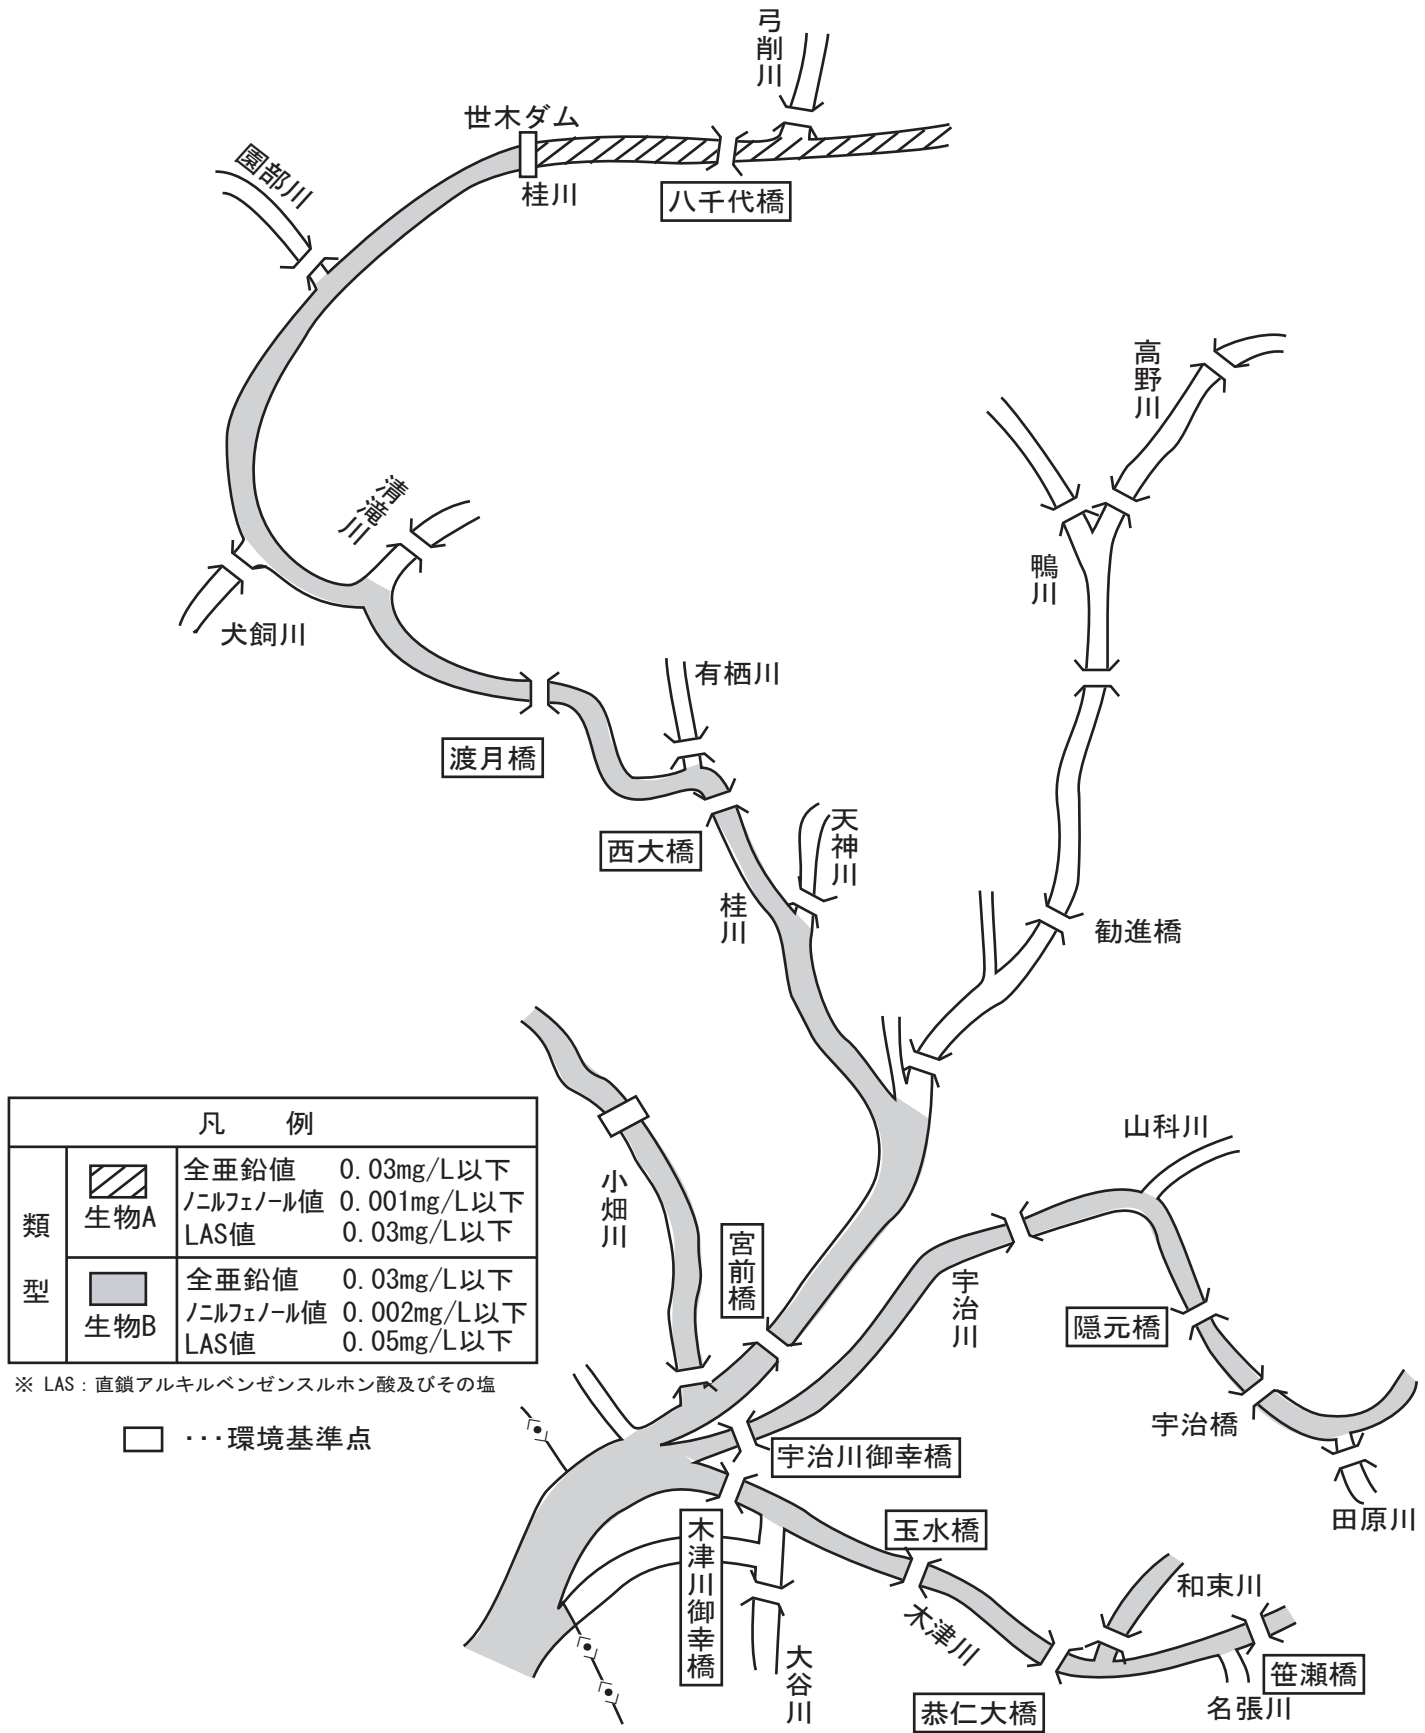 弓削川
世木ダム
園部川
桂川
八千代橋
高野川
清滝川
鴨川
犬飼川
有栖川
渡月橋
天神川
西大橋
桂川
勧進橋
凡　例
類型
生物A
全亜鉛値 0.03mg/L以下
ﾉﾆﾙﾌｪﾉｰﾙ値 0.001mg/L以下
LAS値 0.03mg/L以下
生物B
全亜鉛値 0.03mg/L以下
ﾉﾆﾙﾌｪﾉｰﾙ値 0.002mg/L以下
LAS値 0.05mg/L以下
※ LAS：直鎖アルキルベンゼンスルホン酸及びその塩
･･･環境基準点
小畑川
山科川
宮前橋
宇治川
隠元橋
宇治橋
宇治川御幸橋
田原川
木津川御幸橋
玉水橋
和束川
木津川
大谷川
笹瀬橋
名張川
恭仁大橋